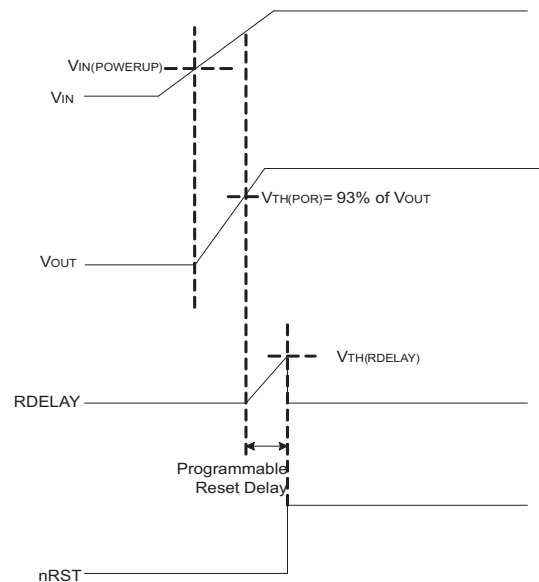 VIN(POWERUP)
VIN
VTH(POR)= 93% of VOUT
VOUT
VTH(RDELAY)
RDELAY
Programmable
Reset Delay
nRST